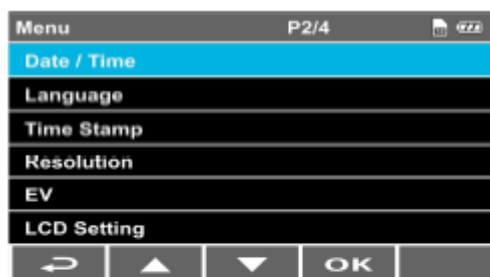 Menu P2/4
Date / Time
Language
Time Stamp
Resolution
EV
LCD Setting
OK